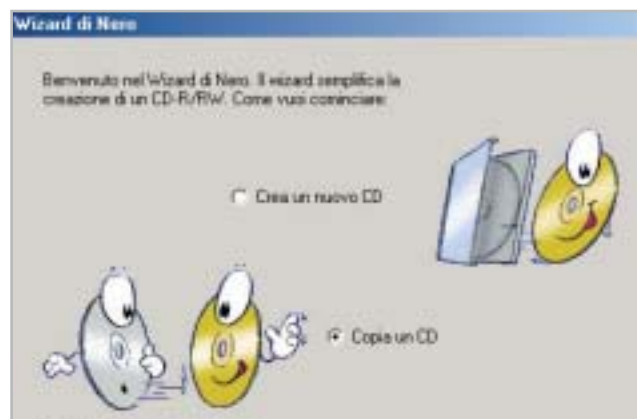 Wizard di Nero
Benvenuto nel Wizard di Nero. Il wizard semplifica la
creazione di un CD-R/RW. Come vuoi cominciare:
Crea un nuovo CD
Copia un CD